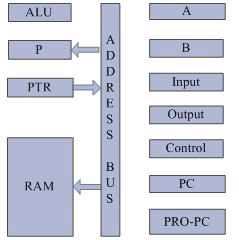 ALU
P
PTR
RAM
ADDRESS BUS
A
B
Input
Output
Control
PC
PRO-PC